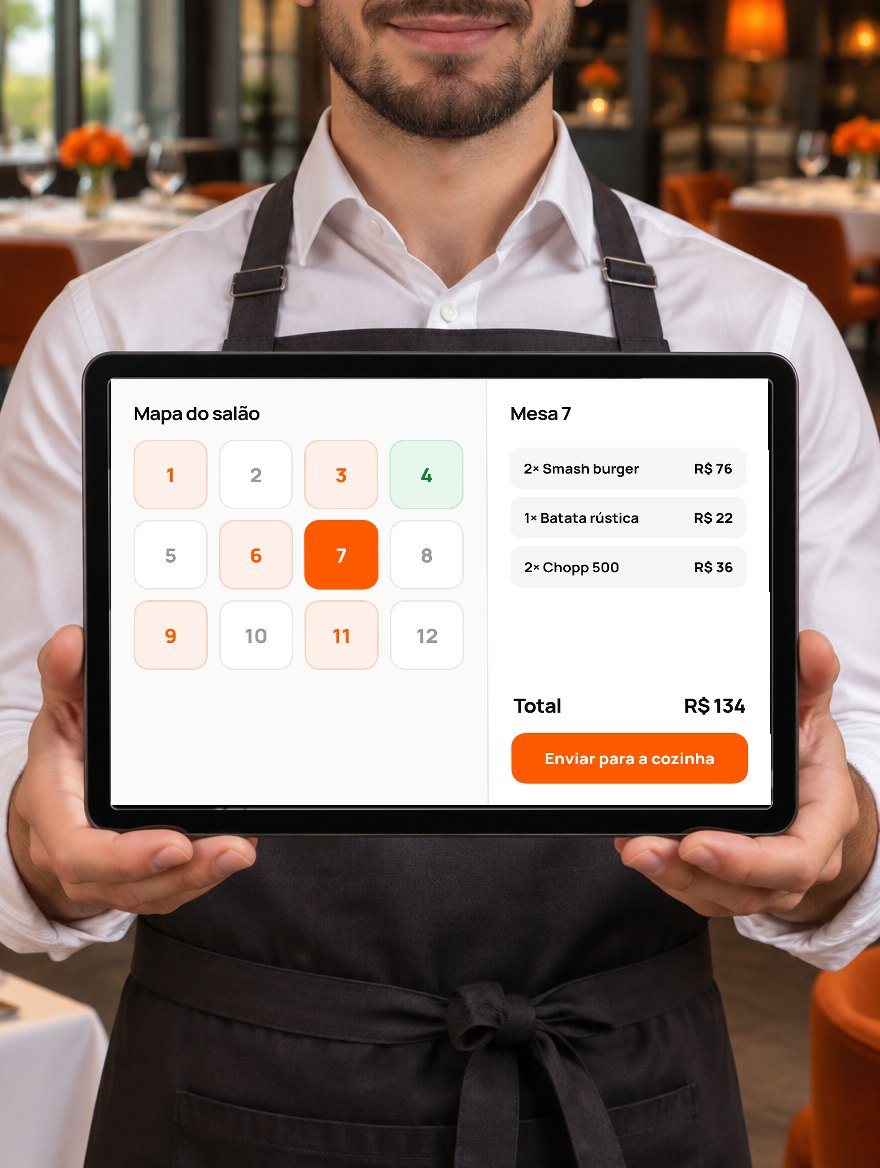 Mapa do salão
1 2 3 4
5 6 7 8
9 10 11 12
Mesa 7
2× Smash burger R$ 76
1× Batata rústica R$ 22
2× Chopp 500 R$ 36
Total R$ 134
Enviar para a cozinha